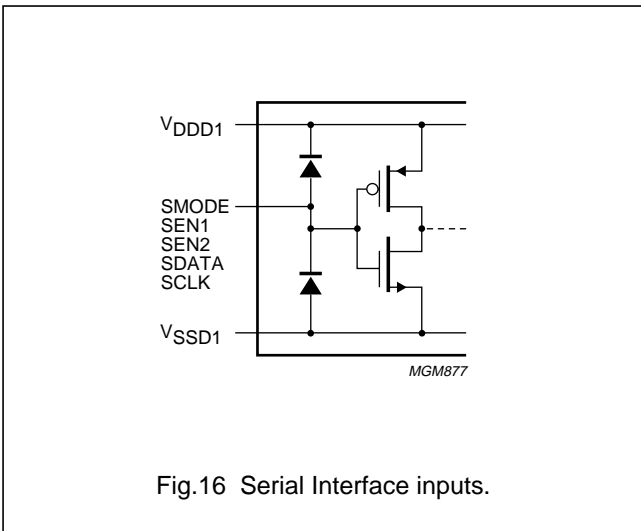 VDDD1
SMODE
SEN1
SEN2
SDATA
SCLK
VSSD1
MGM877
Fig.16 Serial Interface inputs.